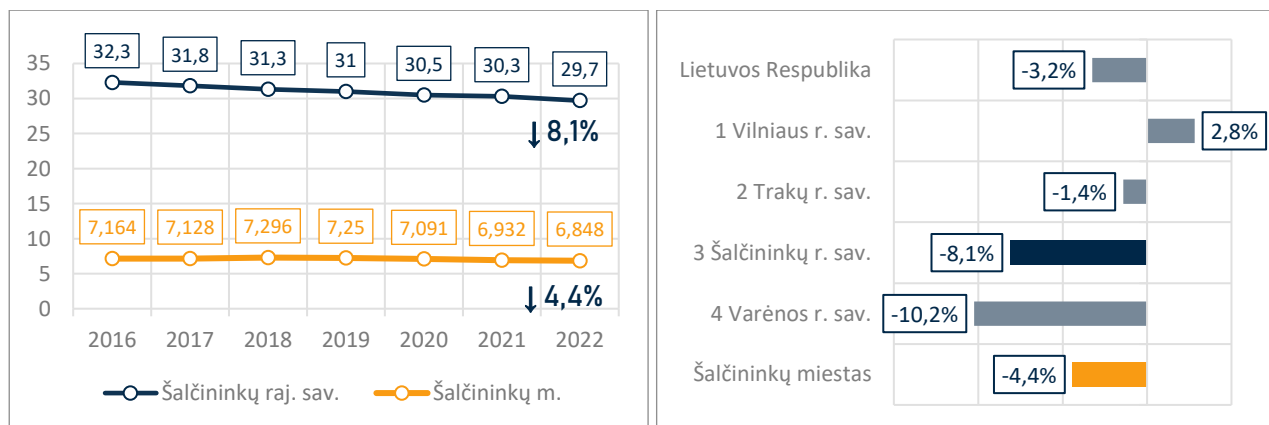 32,3 31,8 31,3 31 30,5 30,3 29,7
35
30
25
↓ 8,1%
20
15
7,164 7,128 7,296 7,25 7,091 6,932 6,848
10
5
↓ 4,4%
0
2016 2017 2018 2019 2020 2021 2022
Šalčininkų raj. sav. Šalčininkų m.
Lietuvos Respublika -3,2%
1 Vilniaus r. sav. 2,8%
2 Trakų r. sav. -1,4%
3 Šalčininkų r. sav. -8,1%
4 Varėnos r. sav. -10,2%
Šalčininkų miestas -4,4%